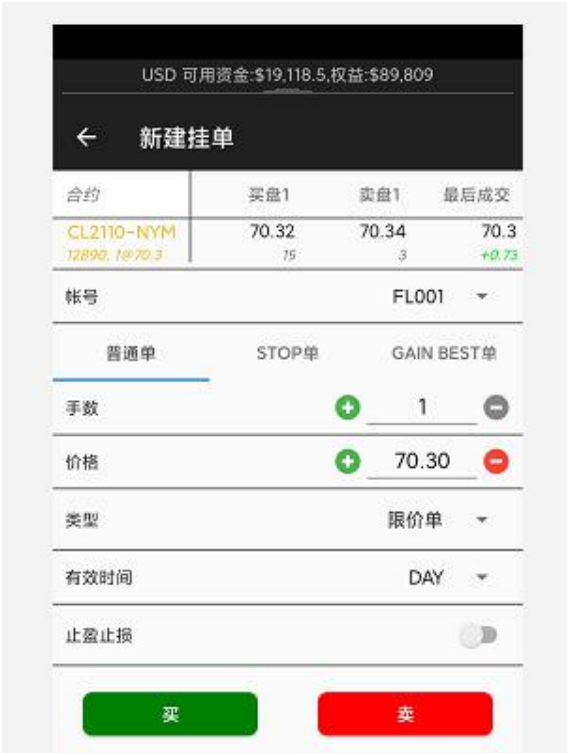 USD 可用资金:$19,118.5,权益:$89,809
新建挂单
合约 买盘1 卖盘1 最后成交
CL2110-NYM 70.32 70.34 70.3
12890, 1@70.3 15 3 +0.73
帐号 FL001
普通单 STOP单 GAIN BEST单
手数 1
价格 70.30
类型 限价单
有效时间 DAY
止盈止损
买 卖